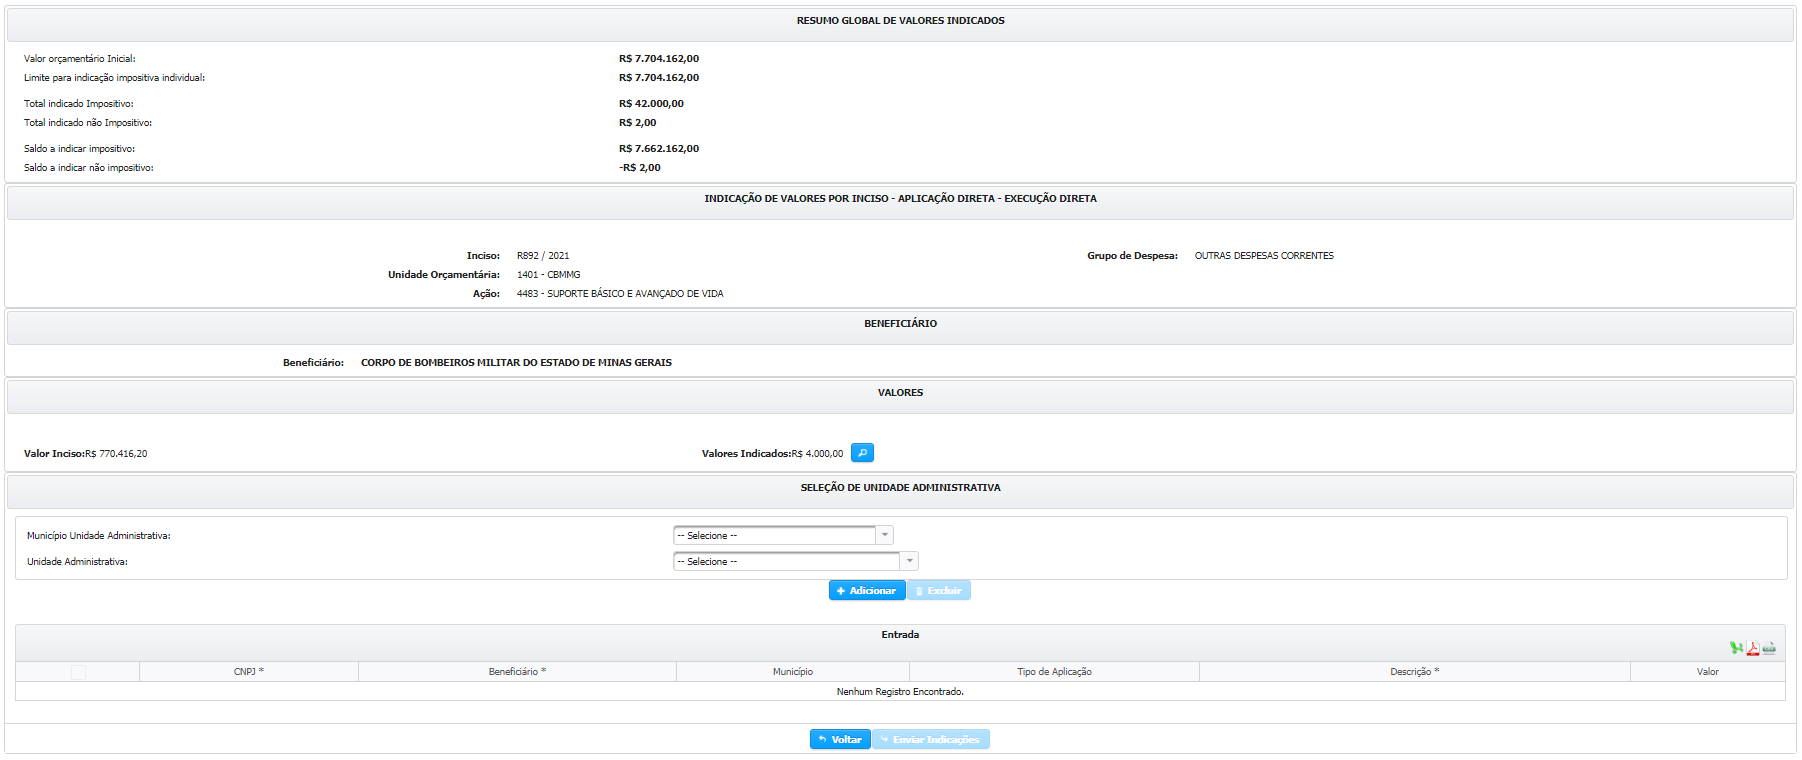 RESUMO GLOBAL DE VALORES INDICADOS
Valor orçamentário Inicial: R$ 7.704.162,00
Limite para indicação impositiva individual: R$ 7.704.162,00
Total indicado Impositivo: R$ 42.000,00
Total indicado não Impositivo: R$ 2,00
Saldo a indicar impositivo: R$ 7.662.162,00
Saldo a indicar não impositivo: -R$ 2,00
INDICAÇÃO DE VALORES POR INCISO - APLICAÇÃO DIRETA - EXECUÇÃO DIRETA
Inciso: R892 / 2021 Grupo de Despesa: OUTRAS DESPESAS CORRENTES
Unidade Orçamentária: 1401 - CBMMG
Ação: 4483 - SUPORTE BÁSICO E AVANÇADO DE VIDA
BENEFICIÁRIO
Beneficiário: CORPO DE BOMBEIROS MILITAR DO ESTADO DE MINAS GERAIS
VALORES
Valor Inciso:R$ 770.416,20 Valores Indicados:R$ 4.000,00
SELEÇÃO DE UNIDADE ADMINISTRATIVA
Município Unidade Administrativa: -- Selecione --
Unidade Administrativa: -- Selecione --
Adicionar Excluir
Entrada
CNPJ * Beneficiário * Município Tipo de Aplicação Descrição * Valor
Nenhum Registro Encontrado.
Voltar Enviar Indicações